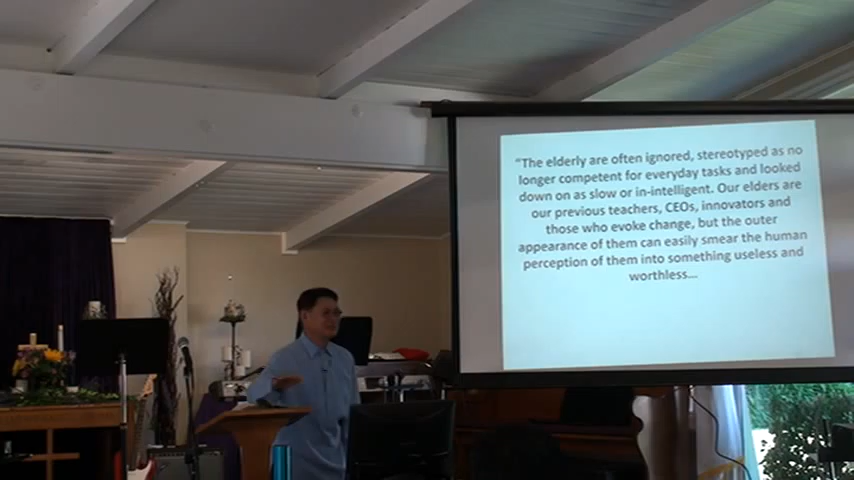 "The elderly are often ignored, stereotyped as no
longer competent for everyday tasks and looked
down on as slow or in-intelligent. Our elders are
our previous teachers, CEOs, innovators and
those who evoke change, but the outer
appearance of them can easily smear the human
perception of them into something useless and
worthless...